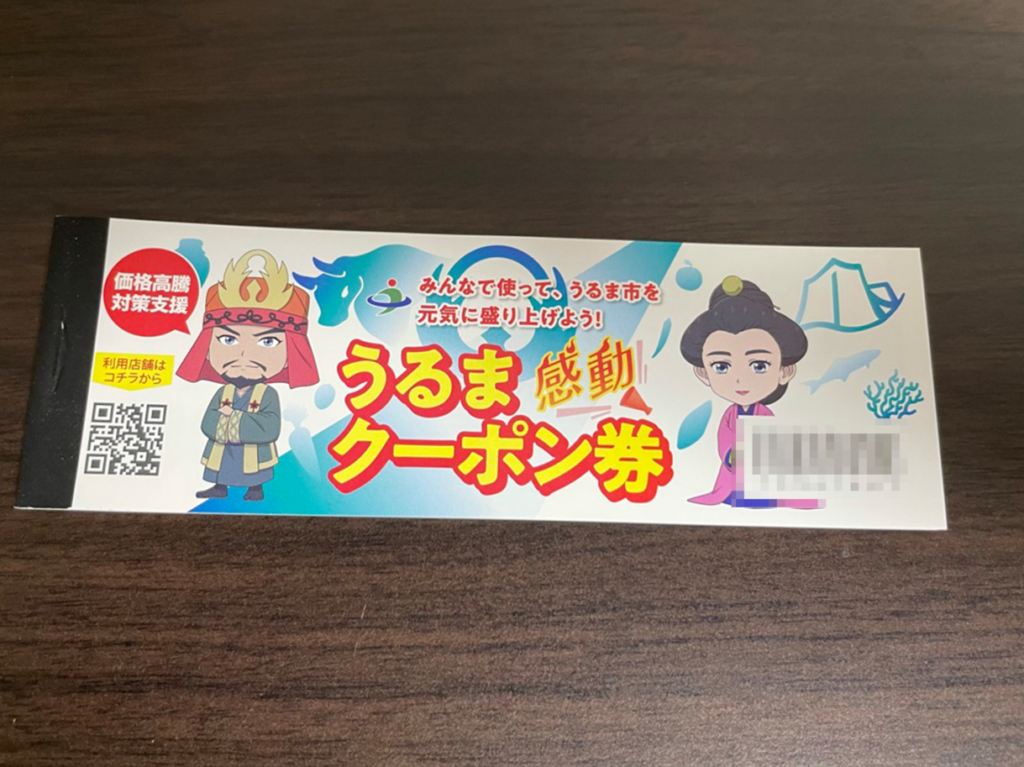 価格高騰
対策支援
利用店舗は
コチラから
みんなで使って、うるま市を
元気に盛り上げよう!
うるま感動
クーポン券